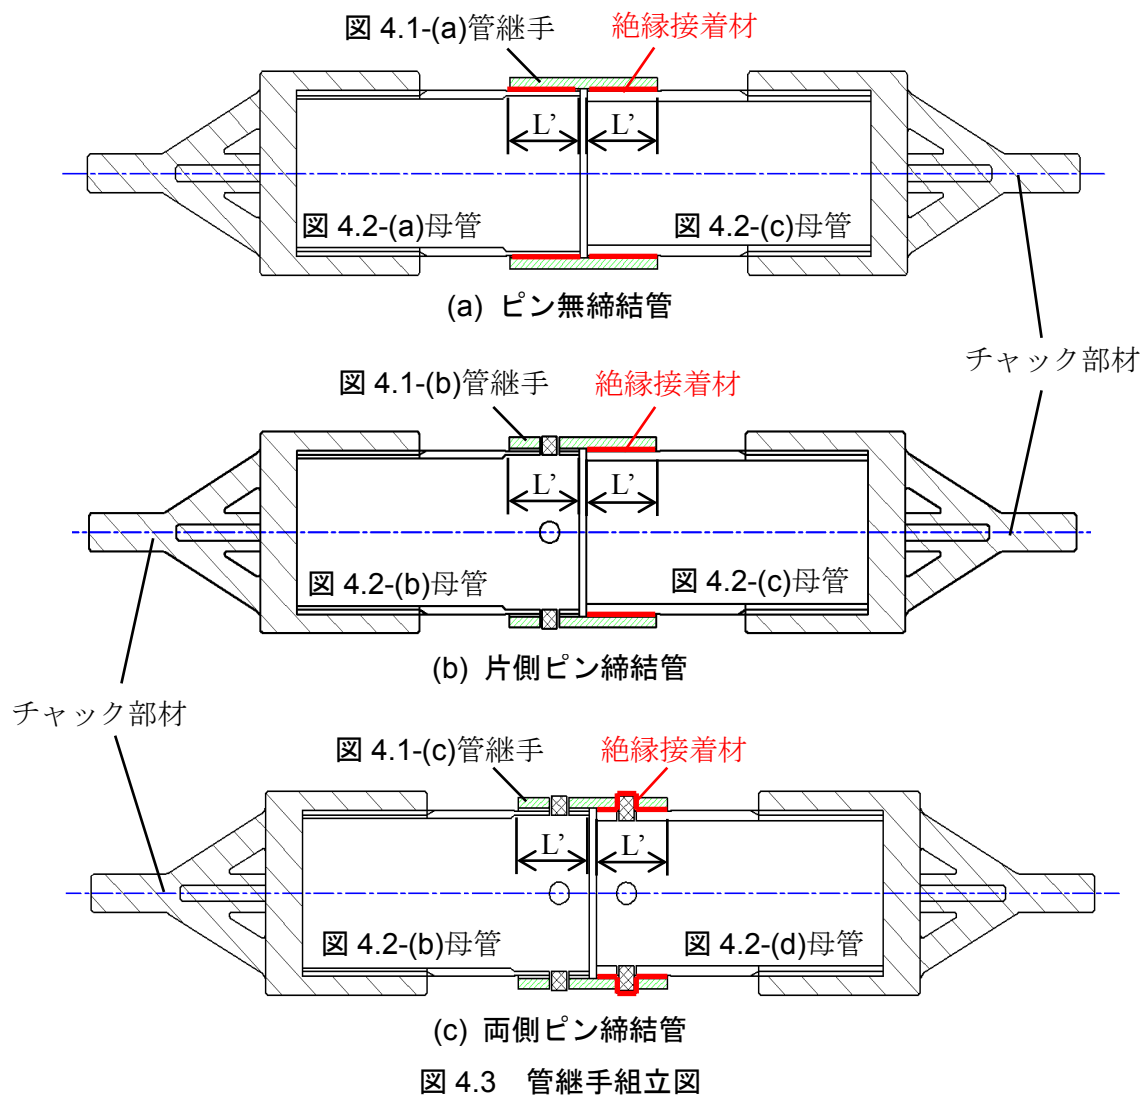 図 4.1-(a)管継手 絶縁接着材
L’ L’
図 4.2-(a)母管 図 4.2-(c)母管
(a) ピン無締結管
チャック部材
図 4.1-(b)管継手 絶縁接着材
L’ L’
図 4.2-(b)母管 図 4.2-(c)母管
(b) 片側ピン締結管
チャック部材
図 4.1-(c)管継手 絶縁接着材
L’ L’
図 4.2-(b)母管 図 4.2-(d)母管
(c) 両側ピン締結管
図 4.3 管継手組立図